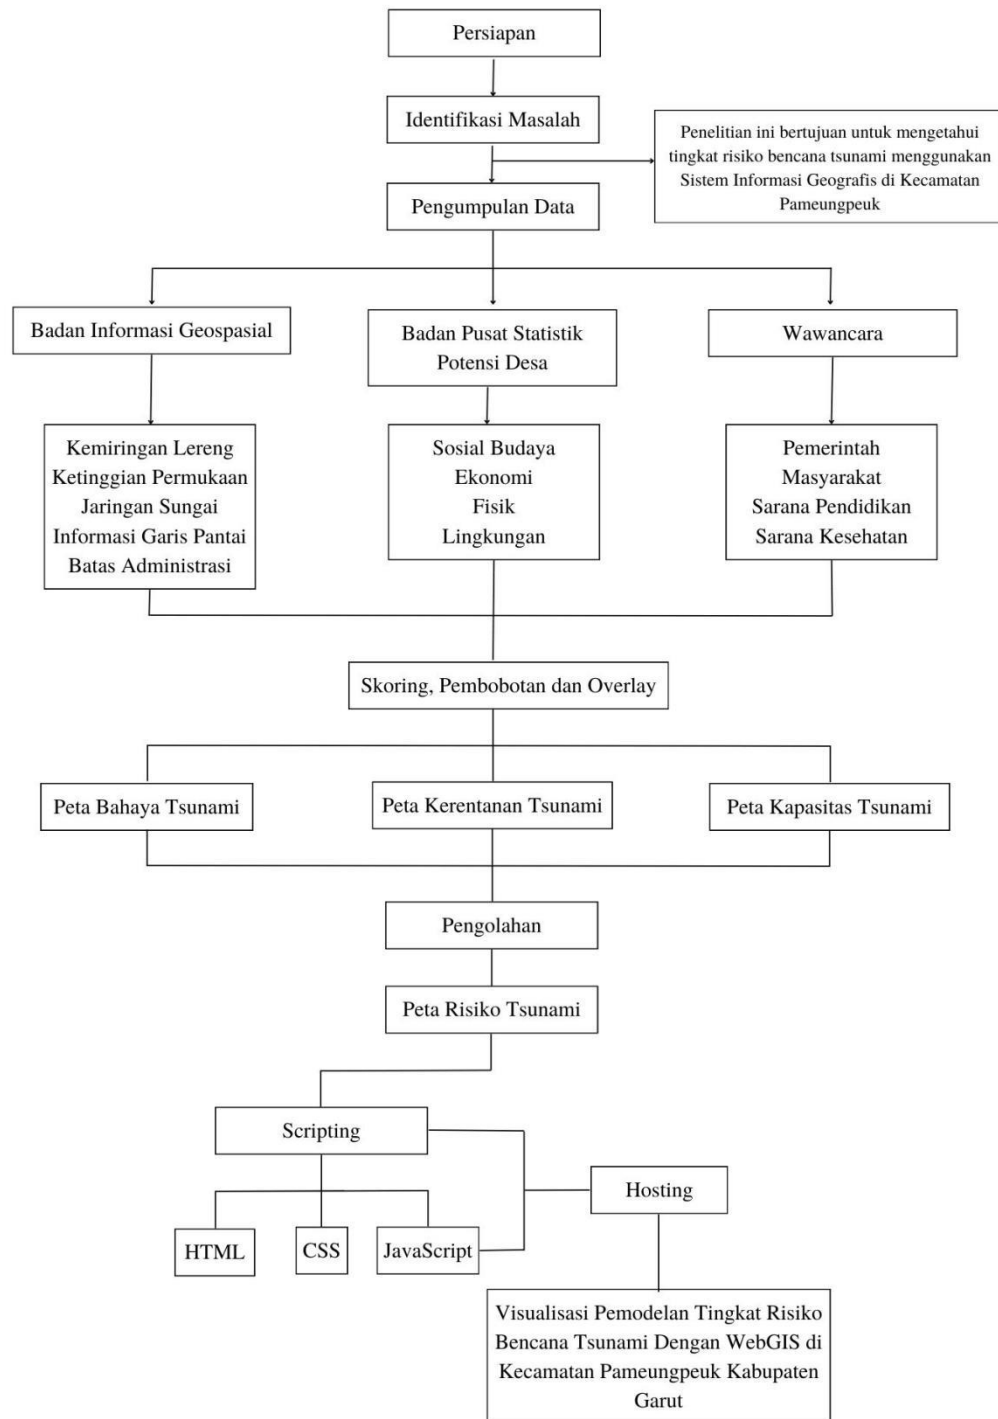 Persiapan
Identifikasi Masalah
Penelitian ini bertujuan untuk mengetahui
tingkat risiko bencana tsunami menggunakan
Sistem Informasi Geografis di Kecamatan
Pameungpeuk
Pengumpulan Data
Badan Informasi Geospasial
Badan Pusat Statistik
Potensi Desa
Wawancara
Kemiringan Lereng
Ketinggian Permukaan
Jaringan Sungai
Informasi Garis Pantai
Batas Administrasi
Sosial Budaya
Ekonomi
Fisik
Lingkungan
Pemerintah
Masyarakat
Sarana Pendidikan
Sarana Kesehatan
Skoring, Pembobotan dan Overlay
Peta Bahaya Tsunami
Peta Kerentanan Tsunami
Peta Kapasitas Tsunami
Pengolahan
Peta Risiko Tsunami
Scripting
Hosting
HTML
CSS
JavaScript
Visualisasi Pemodelan Tingkat Risiko
Bencana Tsunami Dengan WebGIS di
Kecamatan Pameungpeuk Kabupaten
Garut